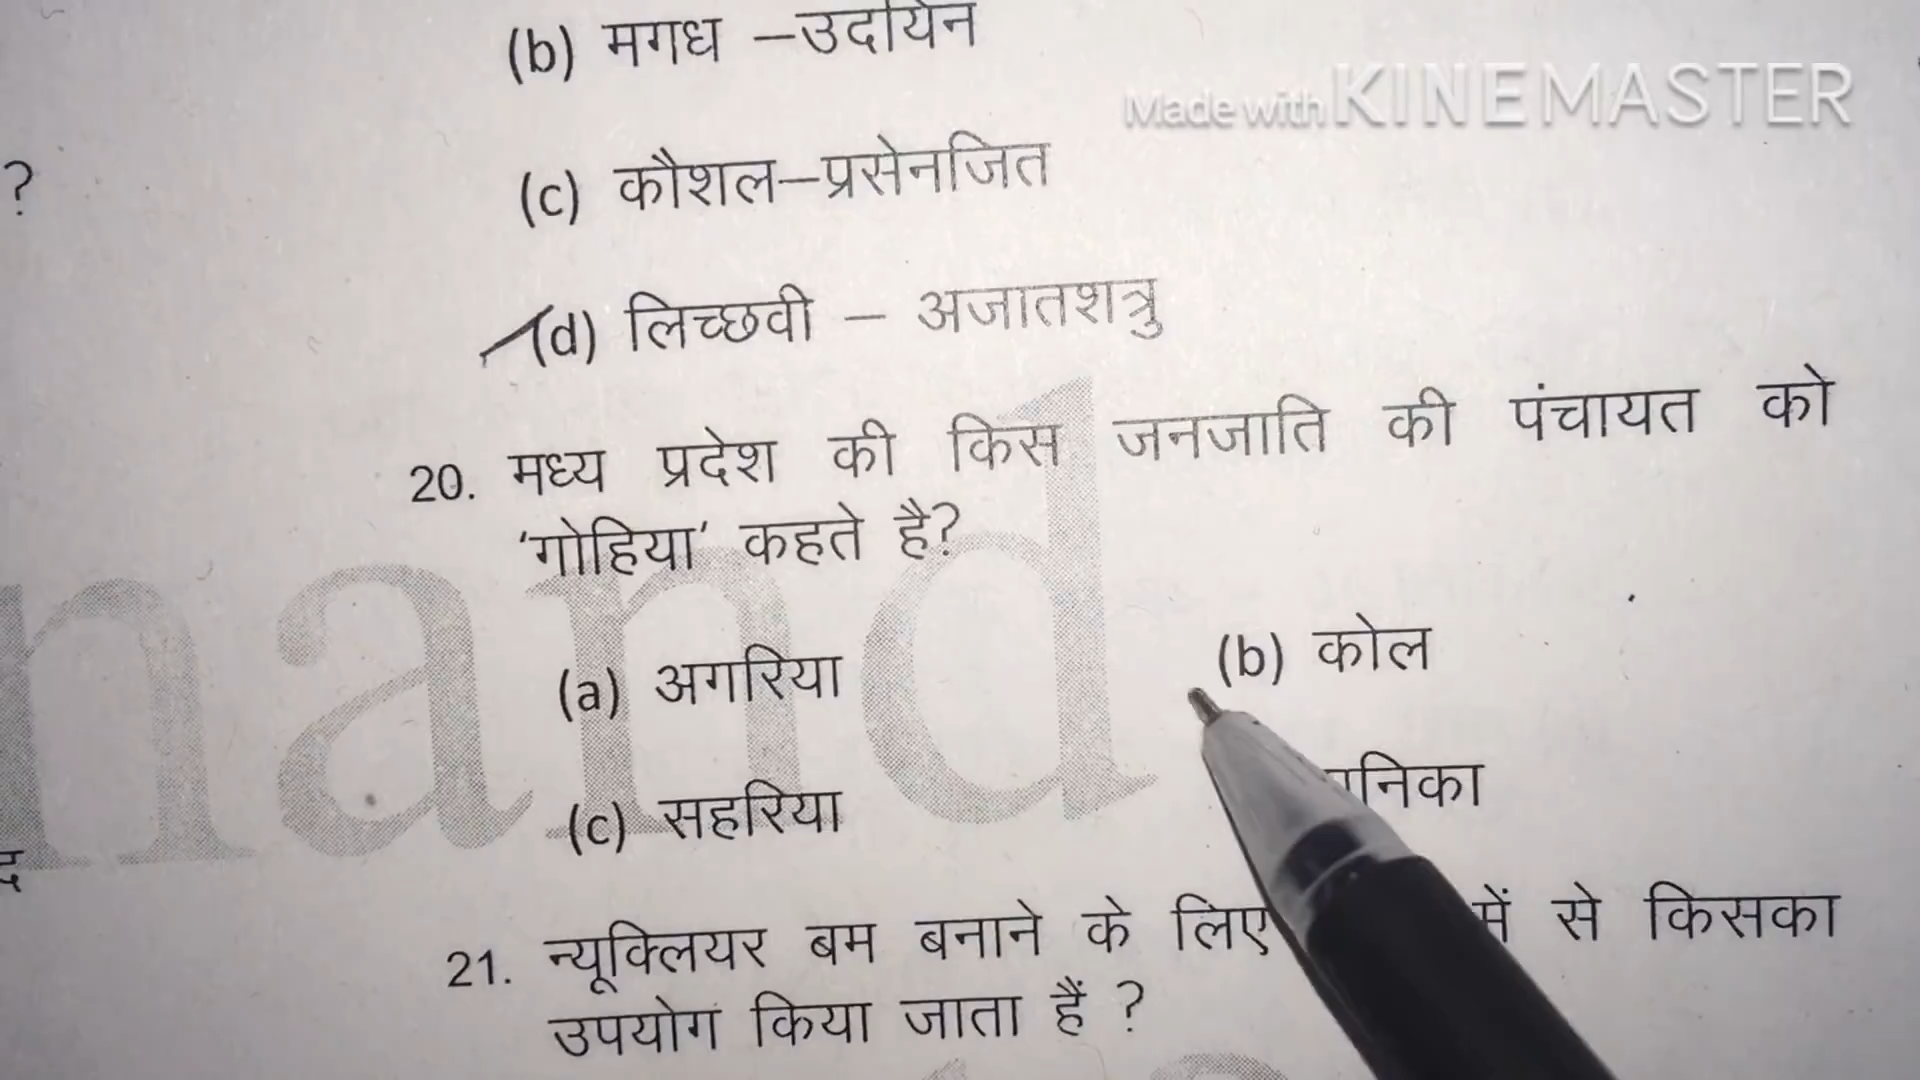 (b) मगध –उदायिन
Made with KINEMASTER
?
(c) कौशल–प्रसेनजित
(d) लिच्छवी – अजातशत्रु
20. मध्य प्रदेश की किस जनजाति की पंचायत को
'गोहिया' कहते है?
(a) अगरिया (b) कोल
(c) सहरिया निका
21. न्यूक्लियर बम बनाने के लिए में से किसका
उपयोग किया जाता हैं ?
nand